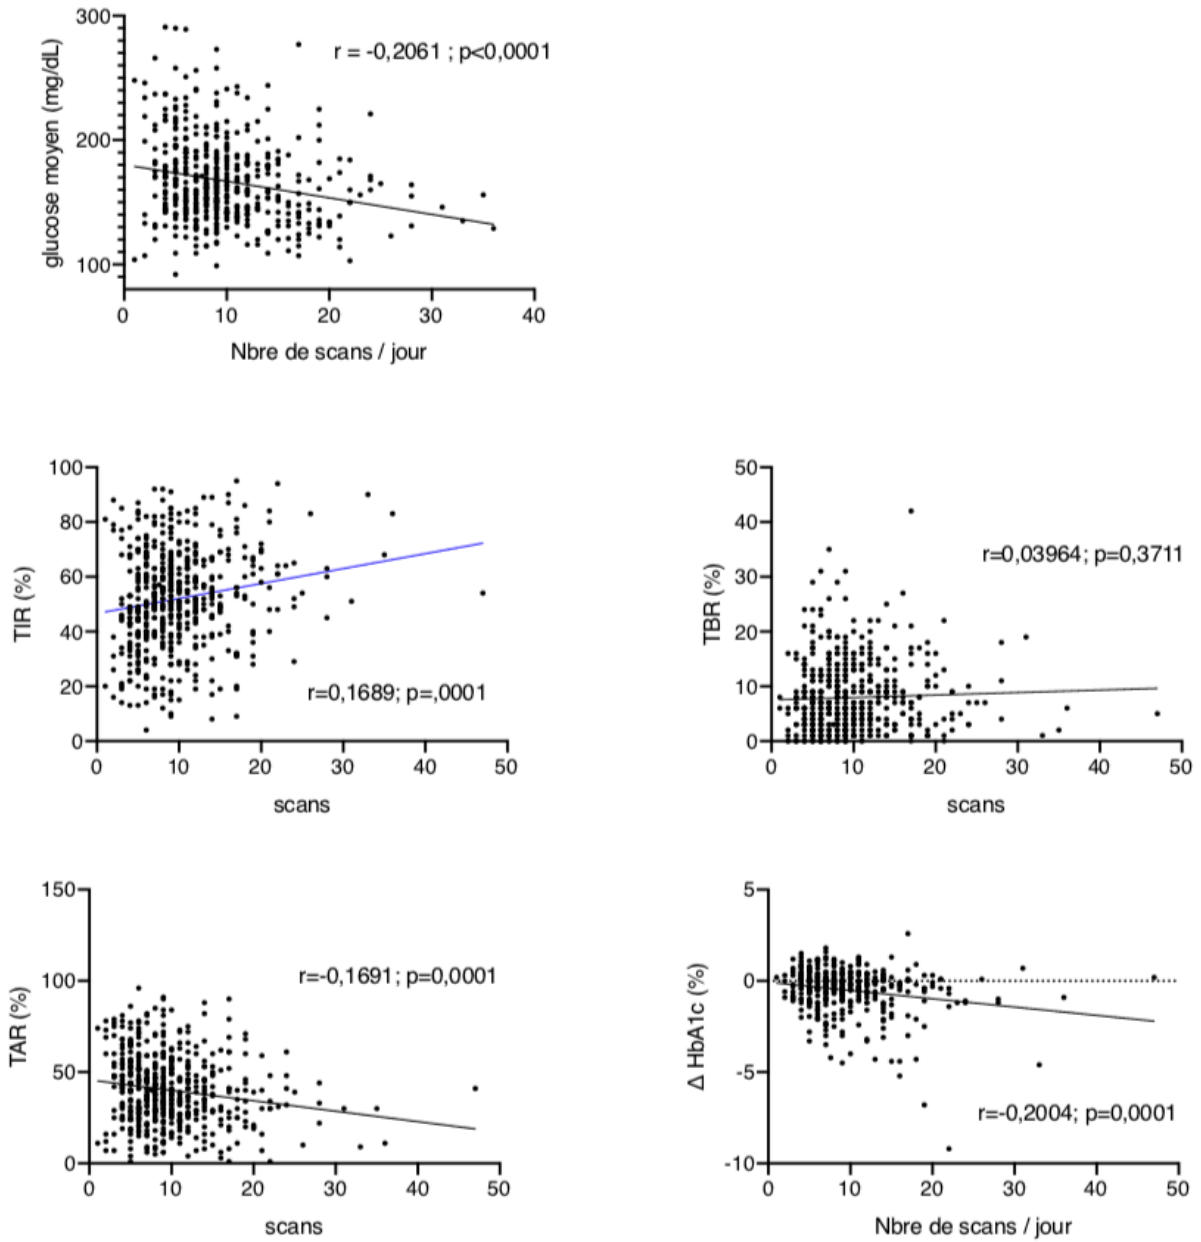 300
200
100
glucose moyen (mg/dL)
r = -0,2061 ; p<0,0001
0 10 20 30 40
Nbre de scans / jour
100
80
60
40
20
0
TIR (%)
r=0,1689; p=,0001
0 10 20 30 40 50
scans
50
40
30
20
10
0
TBR (%)
r=0,03964; p=0,3711
0 10 20 30 40 50
scans
150
100
50
0
TAR (%)
r=-0,1691; p=0,0001
0 10 20 30 40 50
scans
5
0
-5
-10
Δ HbA1c (%)
r=-0,2004; p=0,0001
0 10 20 30 40 50
Nbre de scans / jour